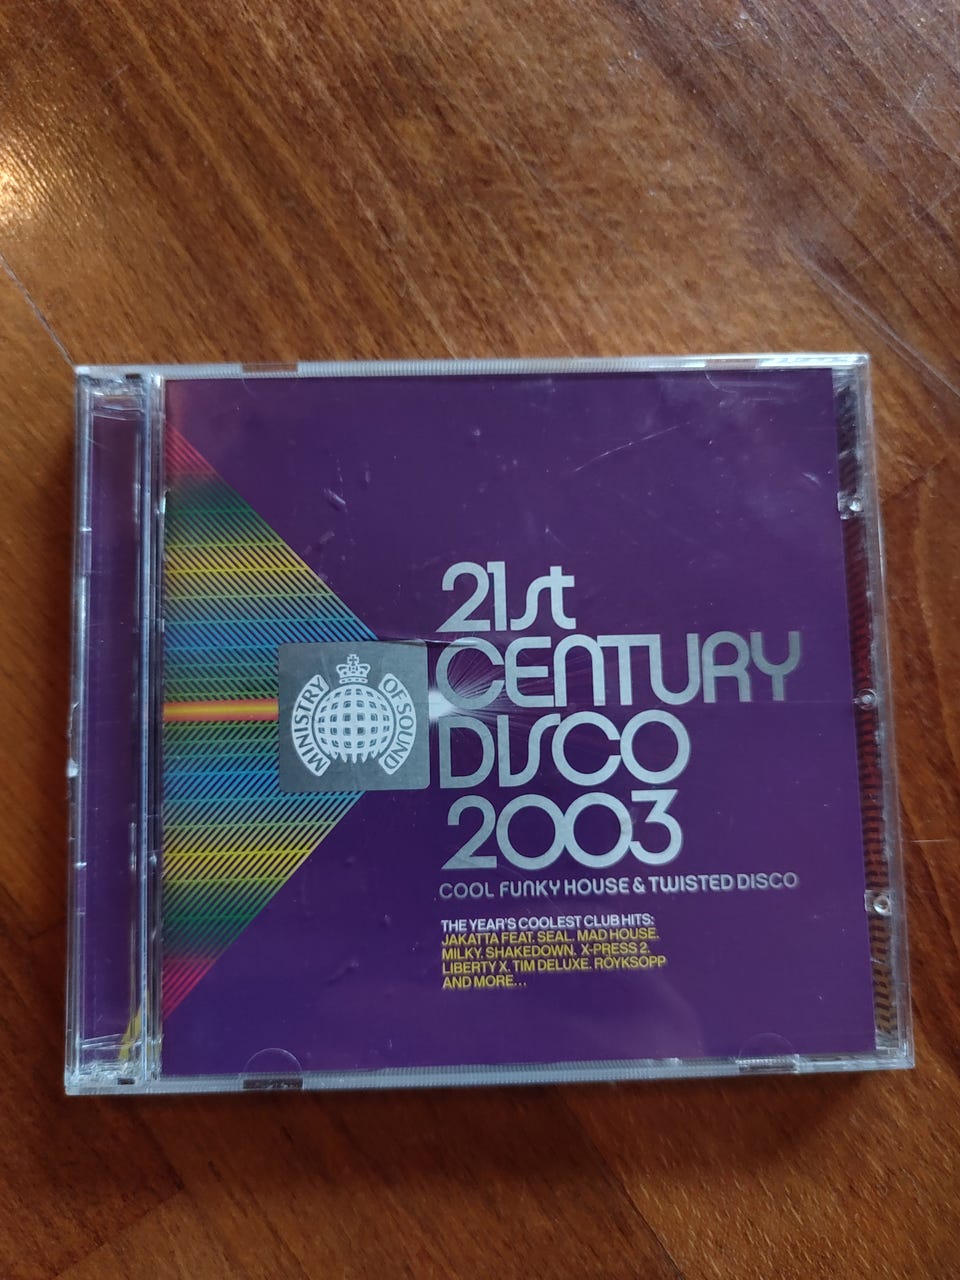 MINISTRY OF SOUND
21st
CENTURY
DISCO
2003
COOL FUNKY HOUSE & TWISTED DISCO
THE YEAR'S COOLEST CLUB HITS:
JAKATTA FEAT. SEAL. MAD HOUSE.
MILKY. SHAKEDOWN. X-PRESS 2.
LIBERTY X. TIM DELUXE. RÖYKSOPP
AND MORE...